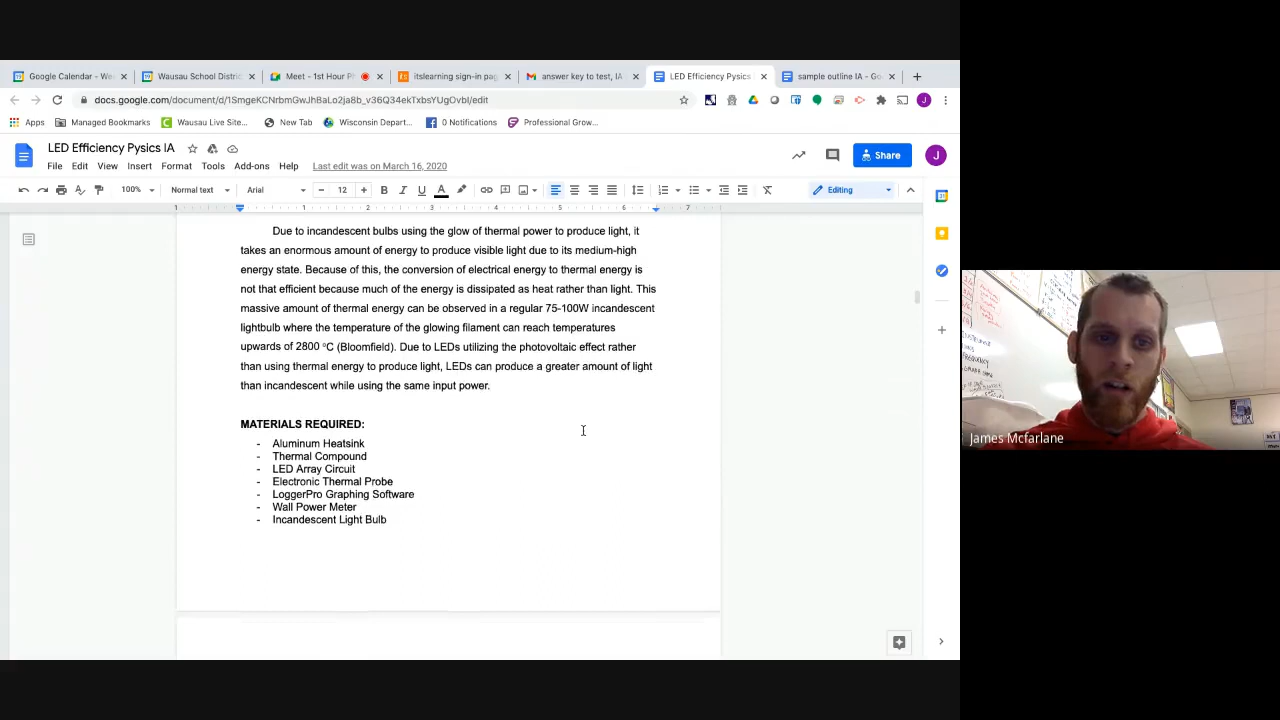 Google Calendar - We
Wausau School Distric
Meet - 1st Hour P
itslearning sign-in pag
answer key to test, IA
LED Efficiency Pysics
sample outline IA - Go
docs.google.com/document/d/1SmgeKCNrbmGwJhBaLo2ja8b_v36Q34ekTxbsYUgOvbI/edit
J
Apps
Managed Bookmarks
Wausau Live Site...
New Tab
Wisconsin Depart...
0 Notifications
Professional Grow...
LED Efficiency Pysics IA
File Edit View Insert Format Tools Add-ons Help Last edit was on March 16, 2020
Share
J
100% Normal text Arial 12 B I U A Editing
1 1 2 3 4 5 6 7
Due to incandescent bulbs using the glow of thermal power to produce light, it
takes an enormous amount of energy to produce visible light due to its medium-high
energy state. Because of this, the conversion of electrical energy to thermal energy is
not that efficient because much of the energy is dissipated as heat rather than light. This
massive amount of thermal energy can be observed in a regular 75-100W incandescent
lightbulb where the temperature of the glowing filament can reach temperatures
upwards of 2800 °C (Bloomfield). Due to LEDs utilizing the photovoltaic effect rather
than using thermal energy to produce light, LEDs can produce a greater amount of light
than incandescent while using the same input power.
MATERIALS REQUIRED:
- Aluminum Heatsink
- Thermal Compound
- LED Array Circuit
- Electronic Thermal Probe
- LoggerPro Graphing Software
- Wall Power Meter
- Incandescent Light Bulb
James Mcfarlane